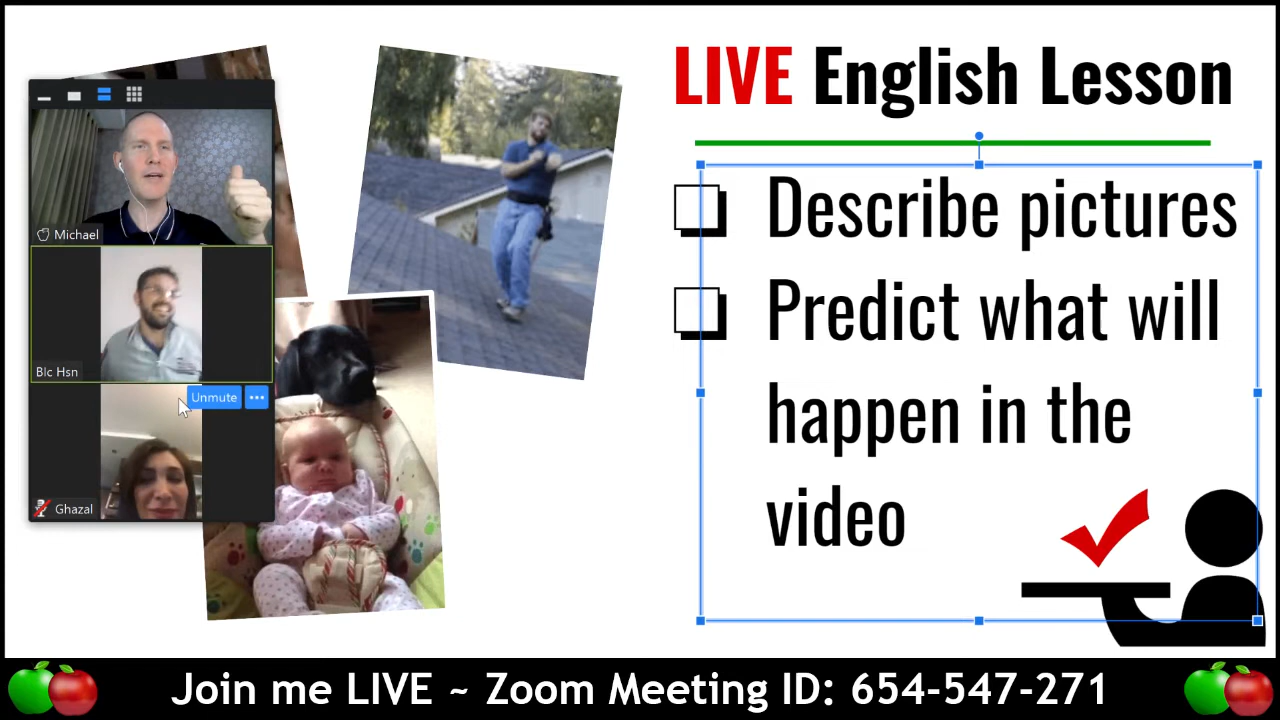 LIVE English Lesson
Michael
Blc Hsn
Unmute
Ghazal
Describe pictures
Predict what will
happen in the
video
Join me LIVE ~ Zoom Meeting ID: 654-547-271